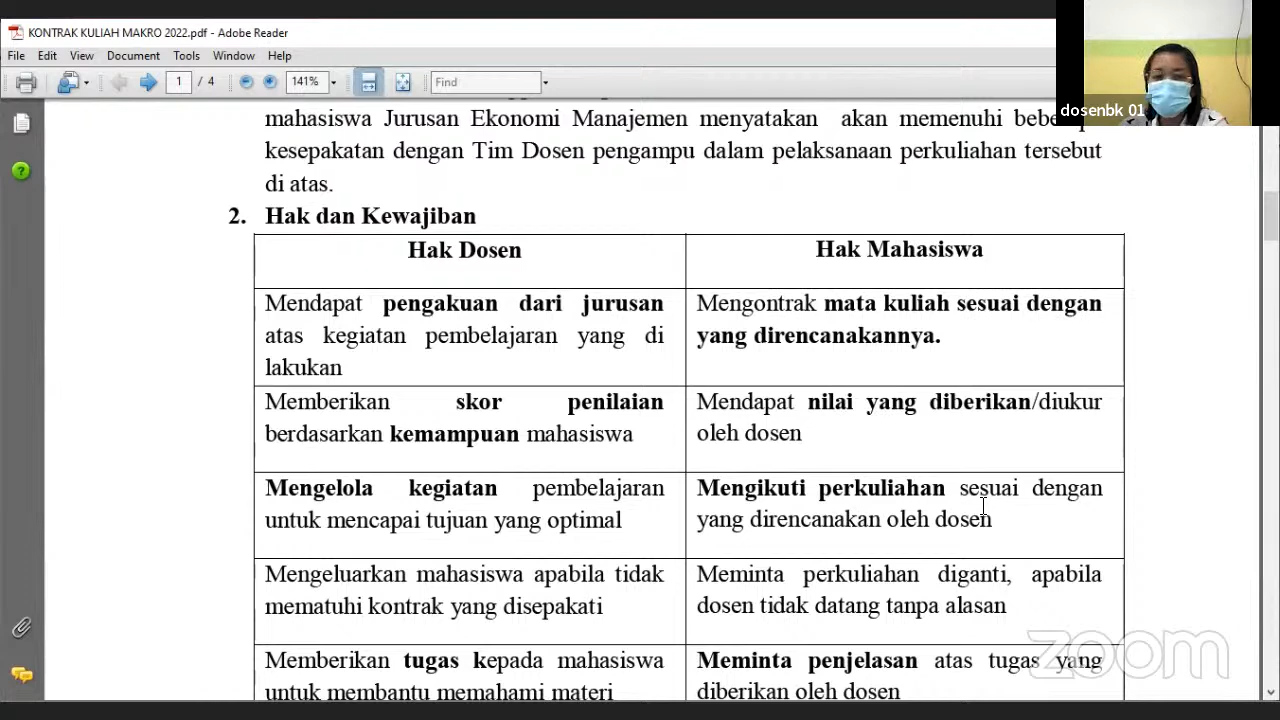 KONTRAK KULIAH MAKRO 2022.pdf - Adobe Reader
File Edit View Document Tools Window Help
1 / 4 141% Find
dosenbk 01
mahasiswa Jurusan Ekonomi Manajemen menyatakan akan memenuhi
kesepakatan dengan Tim Dosen pengampu dalam pelaksanaan perkuliahan tersebut
di atas.
2. Hak dan Kewajiban
Hak Dosen
Hak Mahasiswa
Mendapat pengakuan dari jurusan
atas kegiatan pembelajaran yang di
lakukan
Mengontrak mata kuliah sesuai dengan
yang direncanakannya.
Memberikan skor penilaian
berdasarkan kemampuan mahasiswa
Mendapat nilai yang diberikan/diukur
oleh dosen
Mengelola kegiatan pembelajaran
untuk mencapai tujuan yang optimal
Mengikuti perkuliahan sesuai dengan
yang direncanakan oleh dosen
Mengeluarkan mahasiswa apabila tidak
mematuhi kontrak yang disepakati
Meminta perkuliahan diganti, apabila
dosen tidak datang tanpa alasan
Memberikan tugas kepada mahasiswa
untuk membantu memahami materi
Meminta penjelasan atas tugas yang
diberikan oleh dosen
zoom